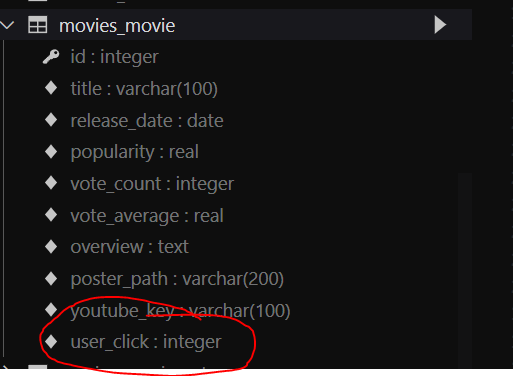 movies_movie
id : integer
title : varchar(100)
release_date : date
popularity : real
vote_count : integer
vote_average : real
overview : text
poster_path : varchar(200)
youtube_key : varchar(100)
user_click : integer